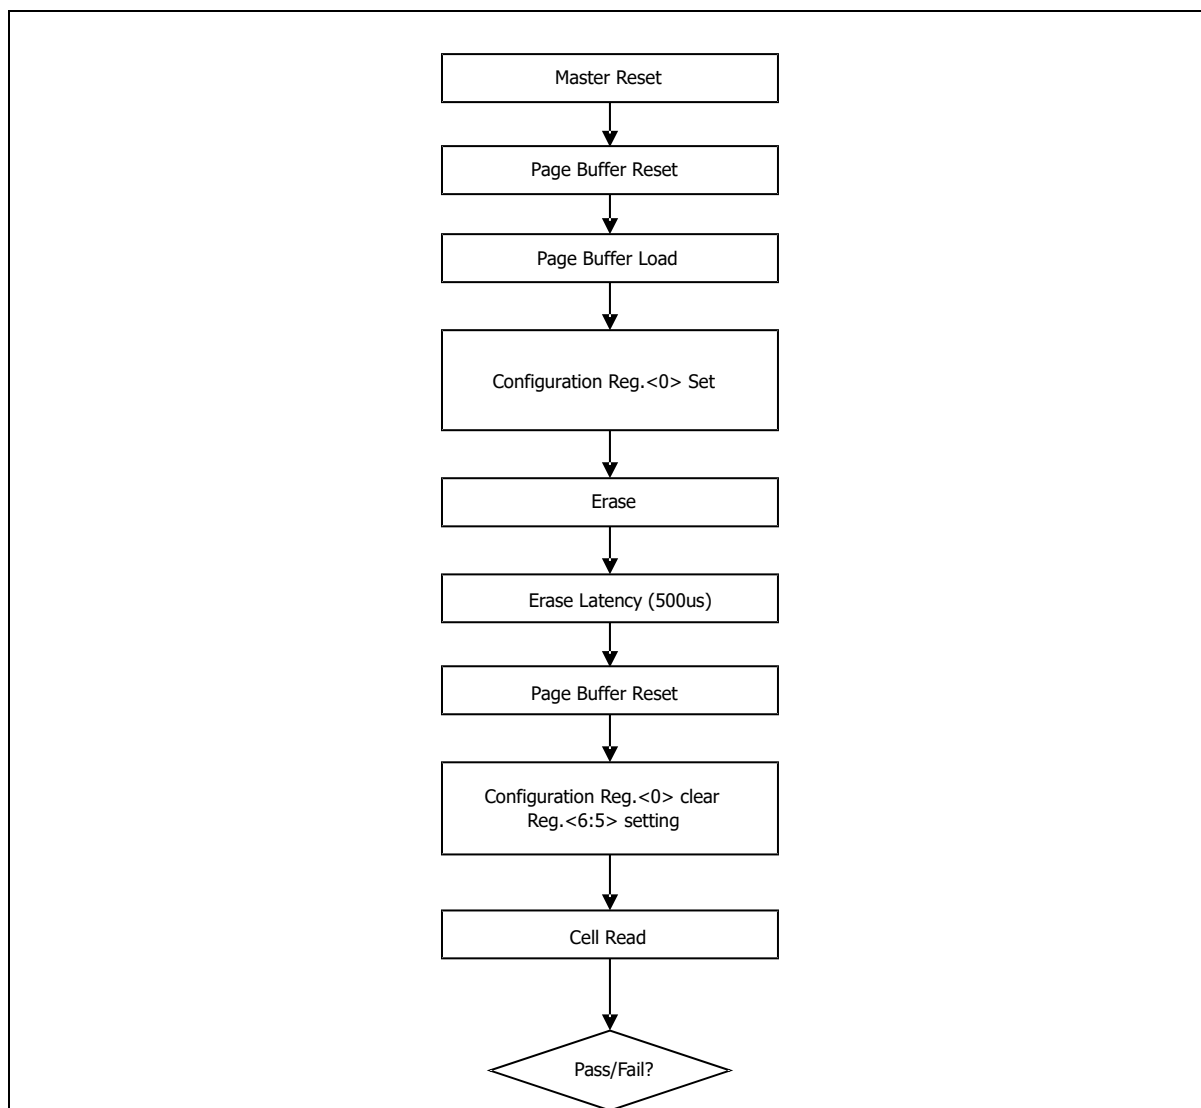 Master Reset
Page Buffer Reset
Page Buffer Load
Configuration Reg.<0> Set
Erase
Erase Latency (500us)
Page Buffer Reset
Configuration Reg.<0> clear
Reg.<6:5> setting
Cell Read
Pass/Fail?